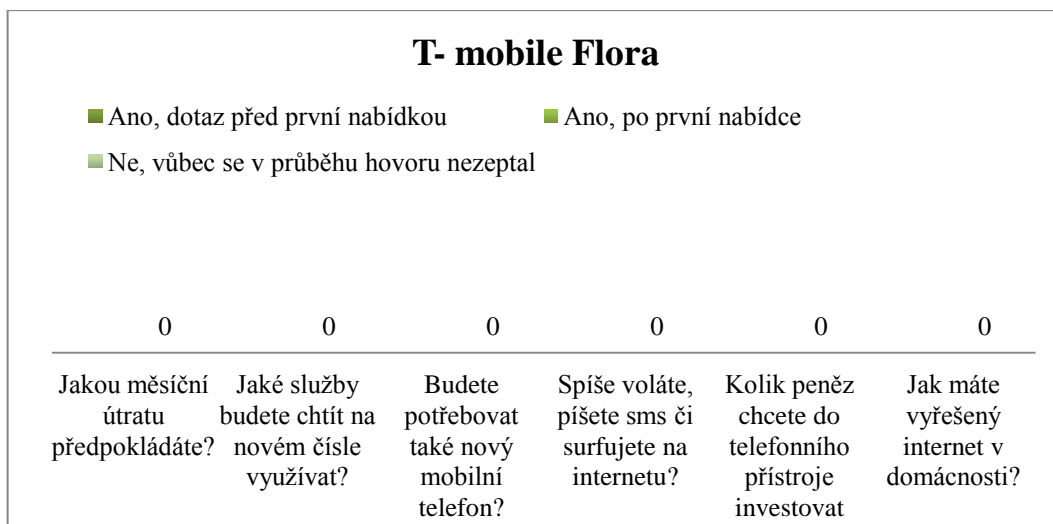 T- mobile Flora
Ano, dotaz před první nabídkou
Ano, po první nabídce
Ne, vůbec se v průběhu hovoru nezeptal
0 0 0 0 0 0
Jakou měsíční
útratu
předpokládáte?
Jaké služby
budete chtít na
novém čísle
využívat?
Budete
potřebovat
také nový
mobilní
telefon?
Spíše voláte,
píšete sms či
surfujete na
internetu?
Kolik peněz
chcete do
telefonního
přístroje
investovat
Jak máte
vyřešený
internet v
domácnosti?